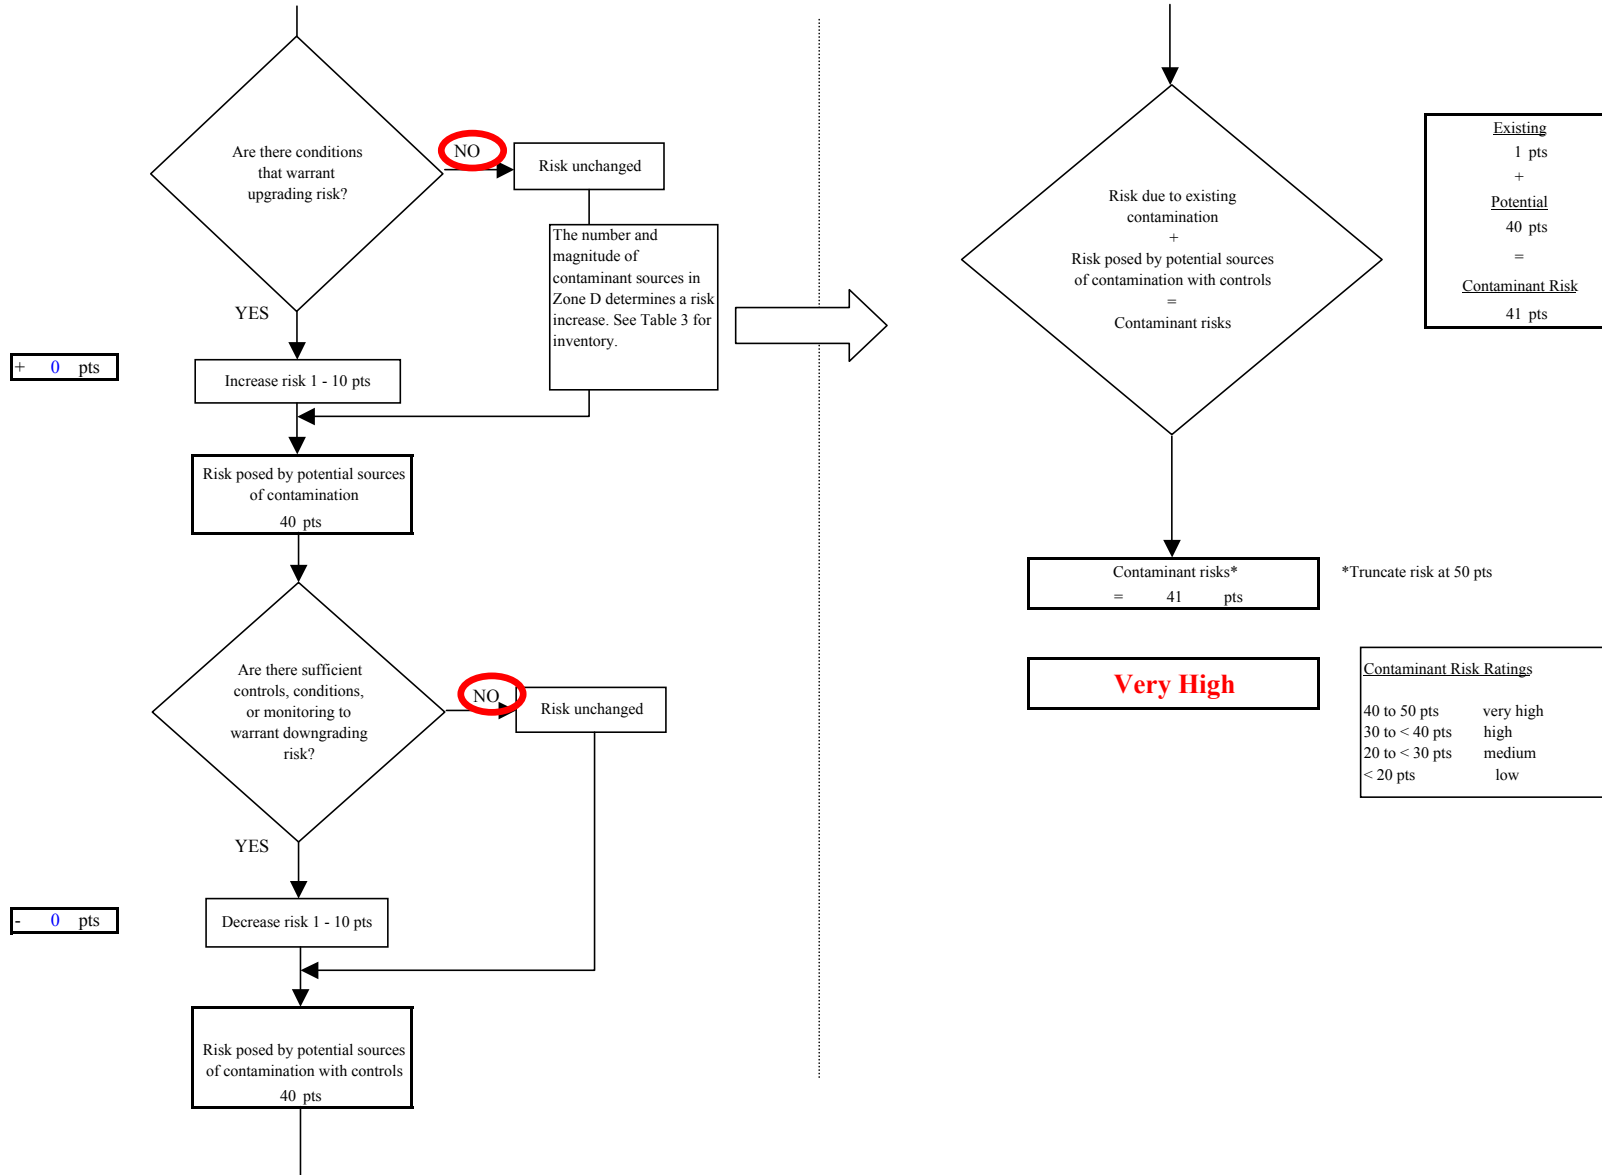 Are there conditions
that warrant
upgrading risk?
NO
Risk unchanged
The number and
magnitude of
contaminant sources in
Zone D determines a risk
increase. See Table 3 for
inventory.
YES
+ 0 pts
Increase risk 1 - 10 pts
Risk posed by potential sources
of contamination
40 pts
Are there sufficient
controls, conditions,
or monitoring to
warrant downgrading
risk?
NO
Risk unchanged
YES
- 0 pts
Decrease risk 1 - 10 pts
Risk posed by potential sources
of contamination with controls
40 pts
Risk due to existing
contamination
+
Risk posed by potential sources
of contamination with controls
=
Contaminant risks
Existing
1 pts
+
Potential
40 pts
=
Contaminant Risk
41 pts
Contaminant risks*
= 41 pts
*Truncate risk at 50 pts
Very High
Contaminant Risk Ratings
40 to 50 pts very high
30 to < 40 pts high
20 to < 30 pts medium
< 20 pts low